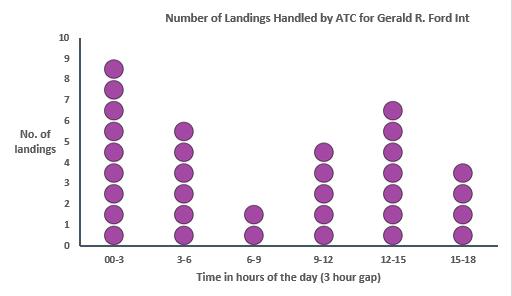 Number of Landings Handled by ATC for Gerald R. Ford Int
10
9
8
7
6
5
4
3
2
1
0
No. of
landings
00-3 3-6 6-9 9-12 12-15 15-18
Time in hours of the day (3 hour gap)